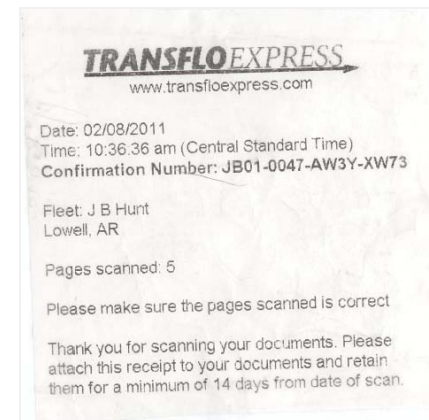 TRANSFLO EXPRESS
www.transfloexpress.com
Date: 02/08/2011
Time: 10:36:36 am (Central Standard Time)
Confirmation Number: JB01-0047-AW3Y-XW73
Fleet: J B Hunt
Lowell, AR
Pages scanned: 5
Please make sure the pages scanned is correct
Thank you for scanning your documents. Please
attach this receipt to your documents and retain
them for a minimum of 14 days from date of scan.